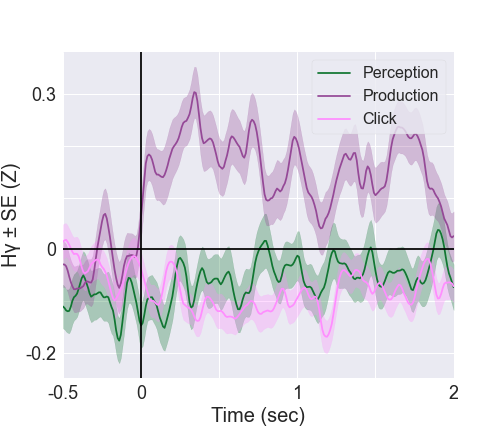 Perception
Production
Click
0.3
0
-0.2
Hγ ± SE (Z)
-0.5
0
1
2
Time (sec)